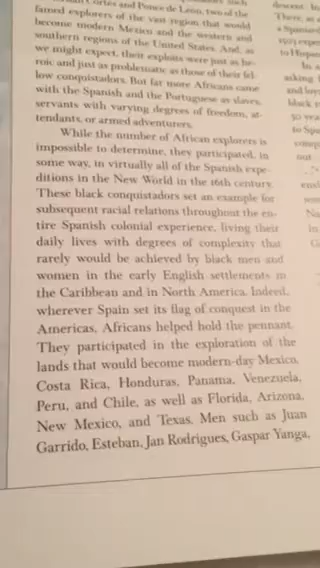 Cortes and Ponce de León, two of the
famed explorers of the vast region that would
become modern Mexico and the western and
southern regions of the United States. And, as
we might expect, their exploits were just as he-
roic and just as problematic as those of their fel-
low conquistadors. But far more Africans came
with the Spanish and the Portuguese as slaves,
servants with varying degrees of freedom, at-
tendants, or armed adventurers.
While the number of African explorers is
impossible to determine, they participated, in
some way, in virtually all of the Spanish expe-
ditions in the New World in the 16th century.
These black conquistadors set an example for
subsequent racial relations throughout the en-
tire Spanish colonial experience, living their
daily lives with degrees of complexity that
rarely would be achieved by black men and
women in the early English settlements in
the Caribbean and in North America. Indeed,
wherever Spain set its flag of conquest in the
Americas, Africans helped hold the pennant.
They participated in the exploration of the
lands that would become modern-day Mexico,
Costa Rica, Honduras, Panama, Venezuela,
Peru, and Chile, as well as Florida, Arizona,
New Mexico, and Texas. Men such as Juan
Garrido, Esteban, Jan Rodrigues, Gaspar Yanga,